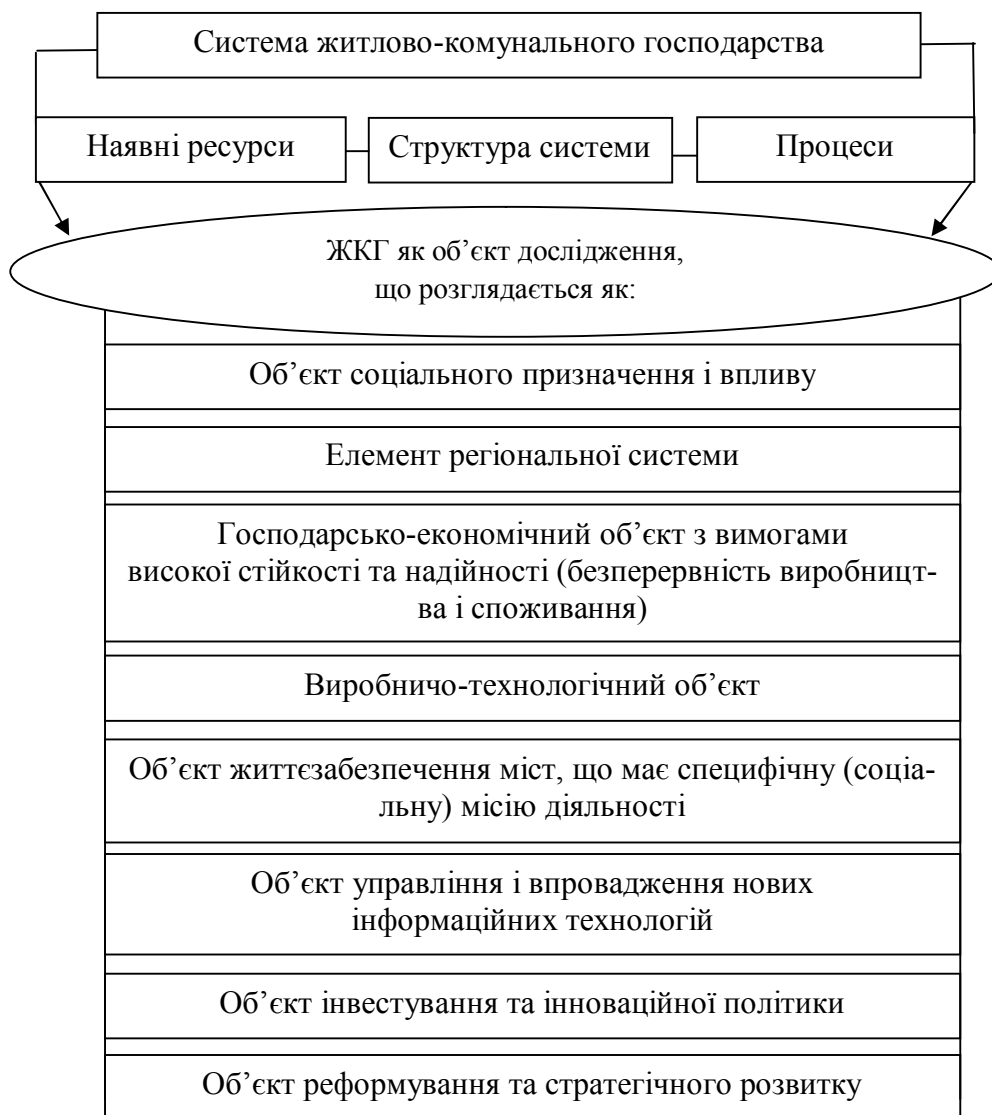 Система житлово-комунального господарства
Наявні ресурси
Структура системи
Процеси
ЖКГ як об’єкт дослідження,
що розглядається як:
Об’єкт соціального призначення і впливу
Елемент регіональної системи
Господарсько-економічний об’єкт з вимогами
високої стійкості та надійності (безперервність виробницт-
ва і споживання)
Виробничо-технологічний об’єкт
Об’єкт життєзабезпечення міст, що має специфічну (соціа-
льну) місію діяльності
Об’єкт управління і впровадження нових
інформаційних технологій
Об’єкт інвестування та інноваційної політики
Об’єкт реформування та стратегічного розвитку